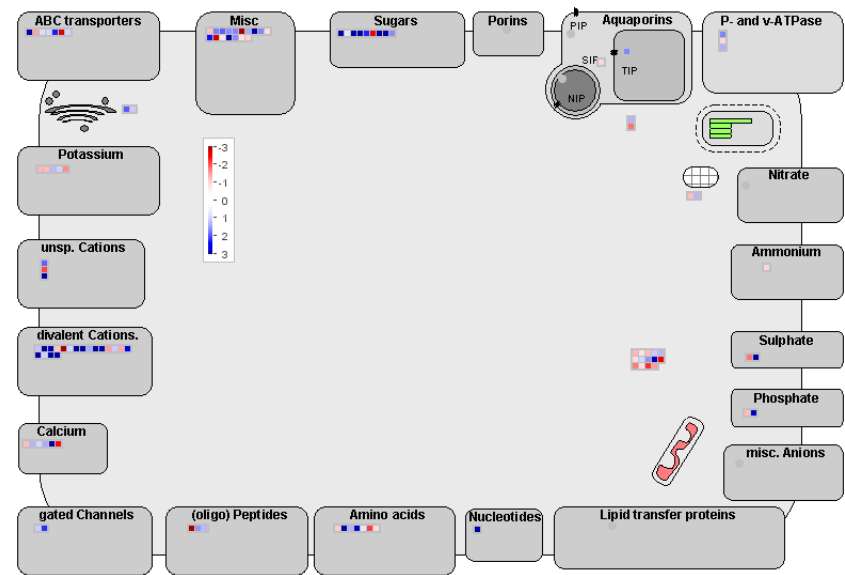 ABC transporters
Misc
Sugars
Porins
Aquaporins
P- and v-ATPase
PIP
SIP
TIP
NIP
Potassium
-3
-2
-1
0
1
2
3
Nitrate
unsp. Cations
Ammonium
divalent Cations.
Sulphate
Phosphate
Calcium
misc. Anions
gated Channels
(oligo) Peptides
Amino acids
Nucleotides
Lipid transfer proteins